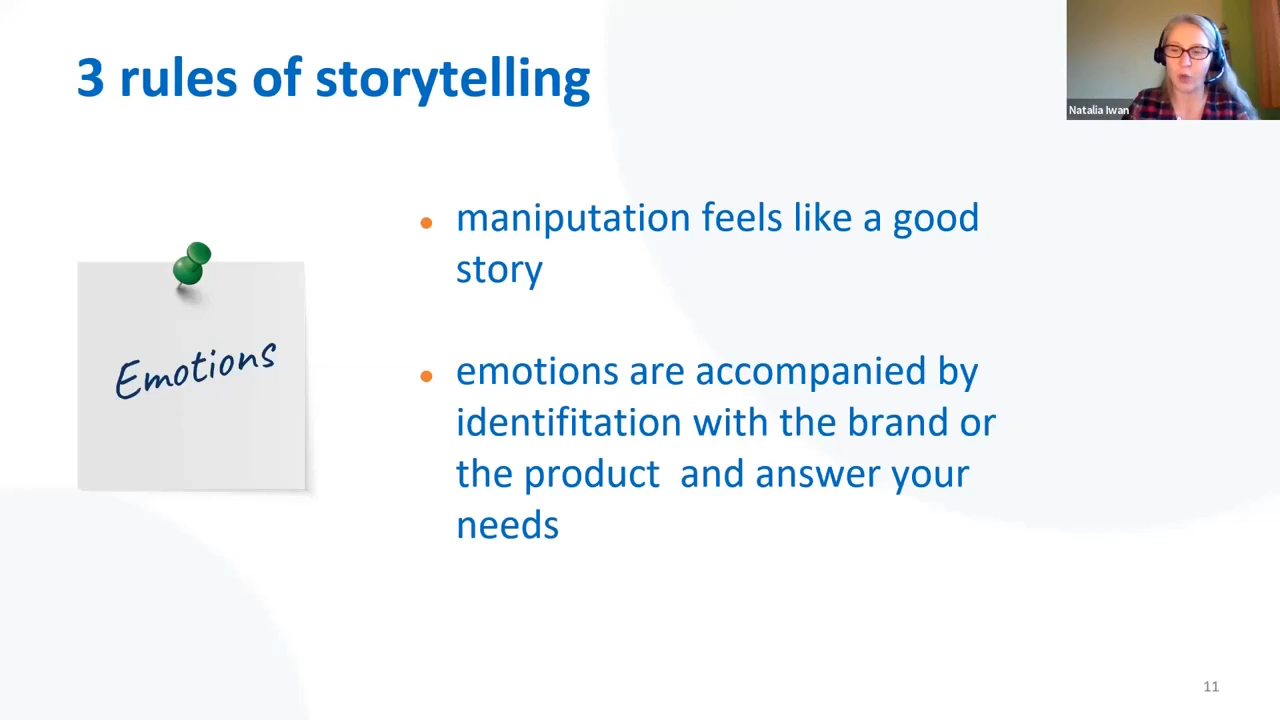 3 rules of storytelling
Natalia Iwan
maniputation feels like a good
story
Emotions
emotions are accompanied by
identifitation with the brand or
the product  and answer your
needs
11